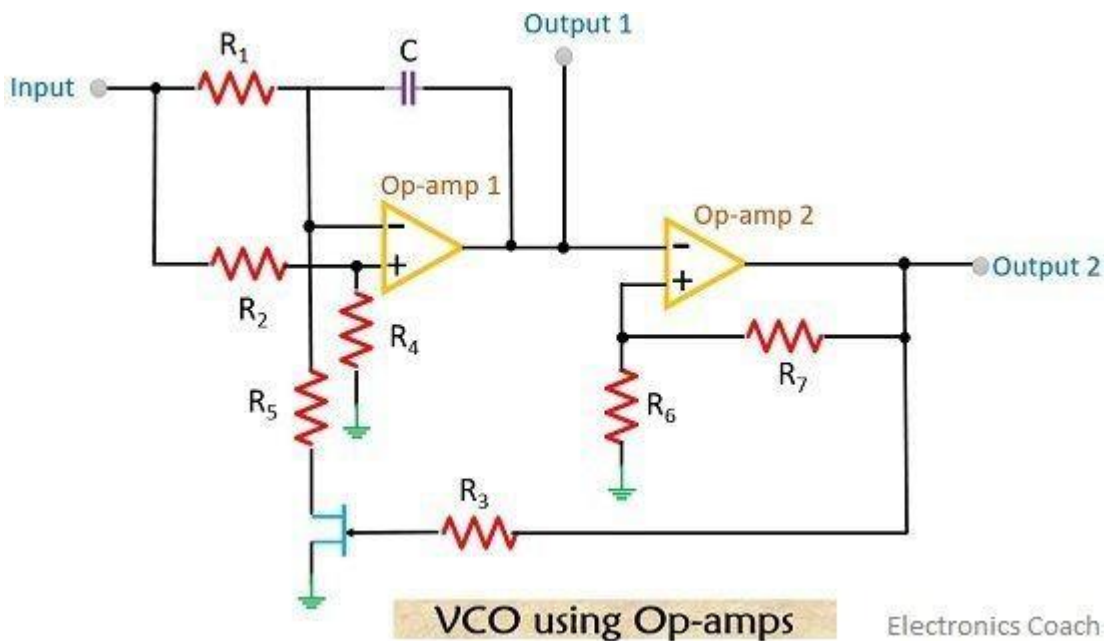 Output 1
R1
C
Input
Op-amp 1
Op-amp 2
-
+
-
+
Output 2
R2
R4
R7
R5
R6
R3
VCO using Op-amps
Electronics Coach